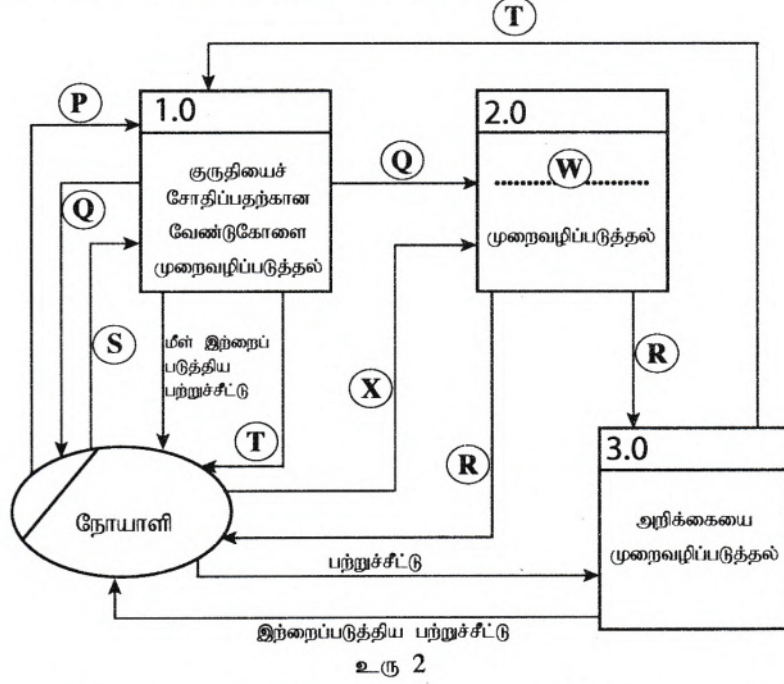 T
P
1.0
குருதியைச்
சோதிப்பதற்கான
வேண்டுகோளை
முறைவழிப்படுத்தல்
Q
Q
2.0
W
முறைவழிப்படுத்தல்
S
மீள் இற்றைப்
படுத்திய
பற்றுச்சீட்டு
T
X
R
R
3.0
அறிக்கையை
முறைவழிப்படுத்தல்
நோயாளி
பற்றுச்சீட்டு
இற்றைப்படுத்திய பற்றுச்சீட்டு
உரு 2